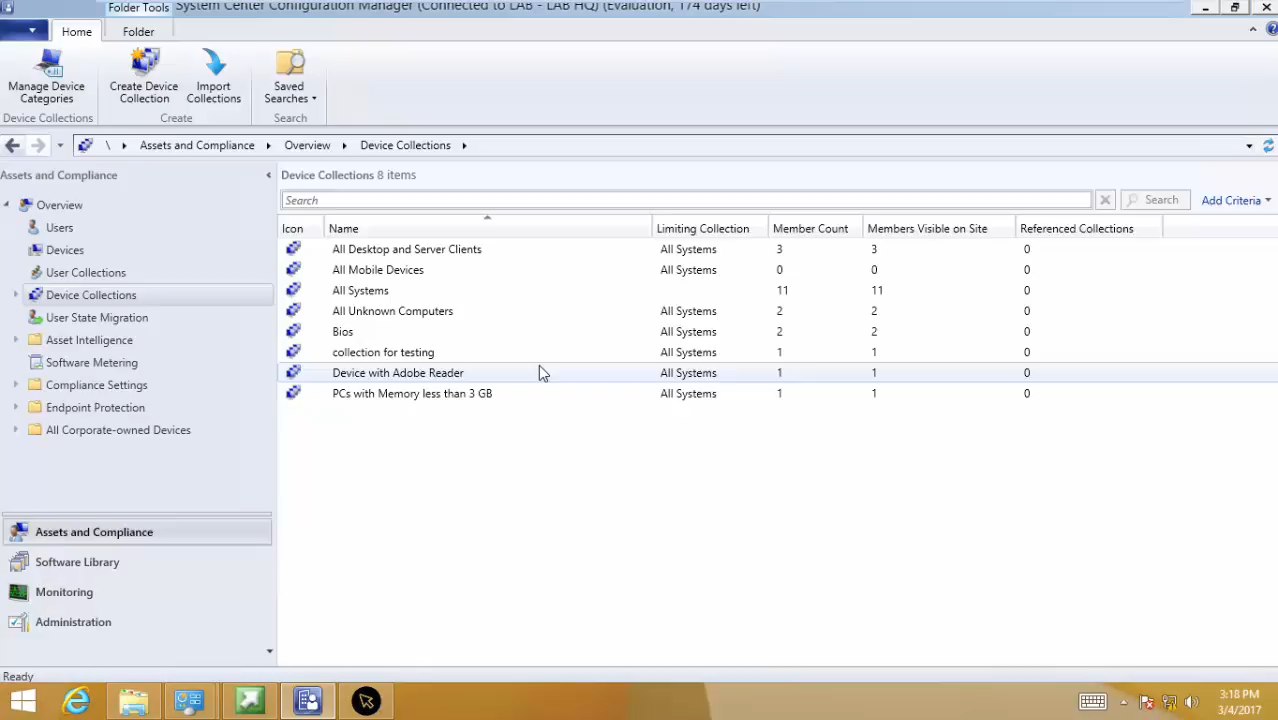 Folder Tools
System Center Configuration Manager (Connected to LAB - LAB HQ) (Evaluation, 174 days left)
Home
Folder
Manage Device Categories
Create Device Collection
Import Collections
Saved Searches
Device Collections
Create
Search
\ Assets and Compliance Overview Device Collections
Assets and Compliance
Overview
Users
Devices
User Collections
Device Collections
User State Migration
Asset Intelligence
Software Metering
Compliance Settings
Endpoint Protection
All Corporate-owned Devices
Assets and Compliance
Software Library
Monitoring
Administration
Device Collections 8 items
Search
Search
Add Criteria
Icon Name Limiting Collection Member Count Members Visible on Site Referenced Collections
All Desktop and Server Clients All Systems 3 3 0
All Mobile Devices All Systems 0 0 0
All Systems 11 11 0
All Unknown Computers All Systems 2 2 0
Bios All Systems 2 2 0
collection for testing All Systems 1 1 0
Device with Adobe Reader All Systems 1 1 0
PCs with Memory less than 3 GB All Systems 1 1 0
Ready
3:18 PM
3/4/2017